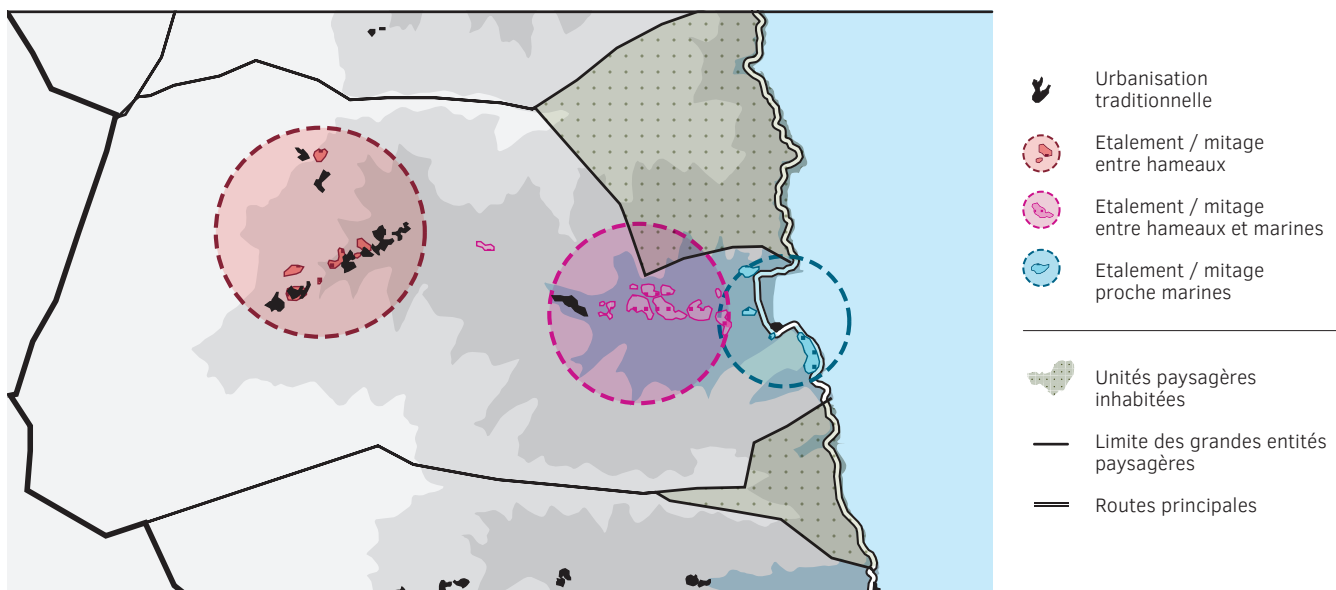 Urbanisation
traditionnelle
Etalement / mitage
entre hameaux
Etalement / mitage
entre hameaux et marines
Etalement / mitage
proche marines
Unités paysagères
inhabitées
Limite des grandes entités
paysagères
Routes principales